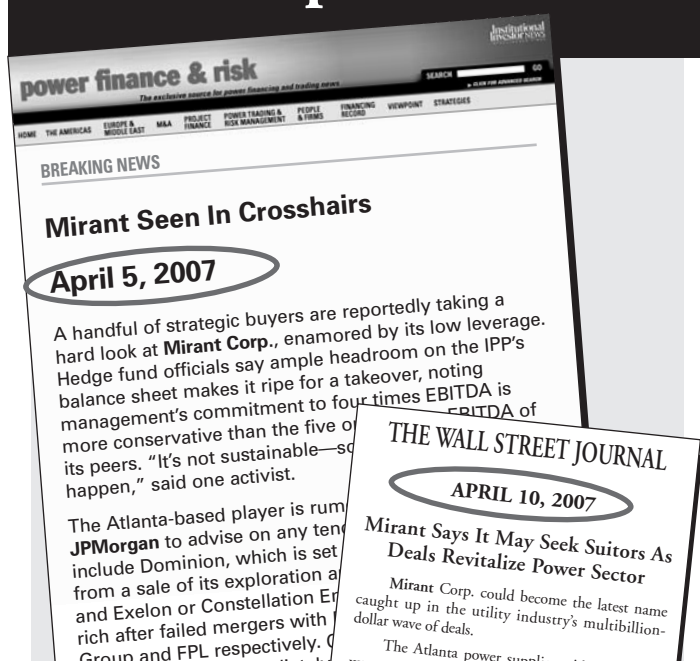 Institutional
Investor NEWS
power finance & risk
The exclusive source for power financing and trading news
SEARCH GO
CLICK FOR ADVANCED SEARCH
HOME THE AMERICAS EUROPE & MIDDLE EAST M&A PROJECT FINANCE POWER TRADING & RISK MANAGEMENT PEOPLE & FIRMS FINANCING RECORD VIEWPOINT STRATEGIES
BREAKING NEWS
Mirant Seen In Crosshairs
April 5, 2007
A handful of strategic buyers are reportedly taking a
hard look at Mirant Corp., enamored by its low leverage.
Hedge fund officials say ample headroom on the IPP's
balance sheet makes it ripe for a takeover, noting
management's commitment to four times EBITDA is
more conservative than the five or EBITDA of
its peers. “It's not sustainable—so
happen,” said one activist.
The Atlanta-based player is rum
JPMorgan to advise on any ten
include Dominion, which is set
from a sale of its exploration a
and Exelon or Constellation En
rich after failed mergers with
Group and FPL respectively.
THE WALL STREET JOURNAL
APRIL 10, 2007
Mirant Says It May Seek Suitors As
Deals Revitalize Power Sector
Mirant Corp. could become the latest name
caught up in the utility industry's multibillion-
dollar wave of deals.
The Atlanta power